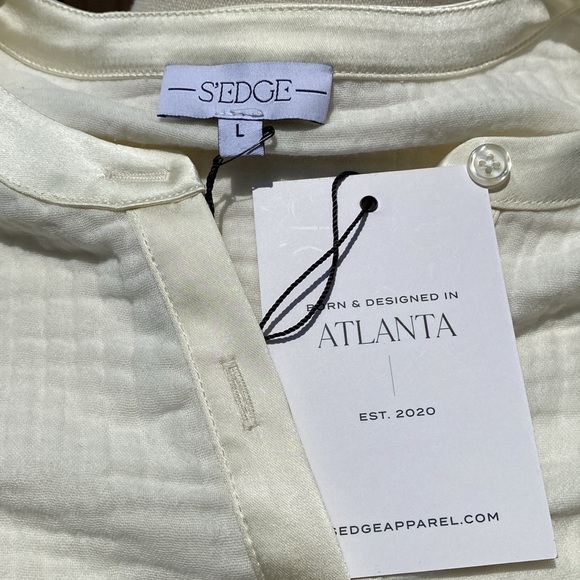 S'EDGE
L
BORN & DESIGNED IN
ATLANTA
EST. 2020
SEDGEAPPAREL.COM